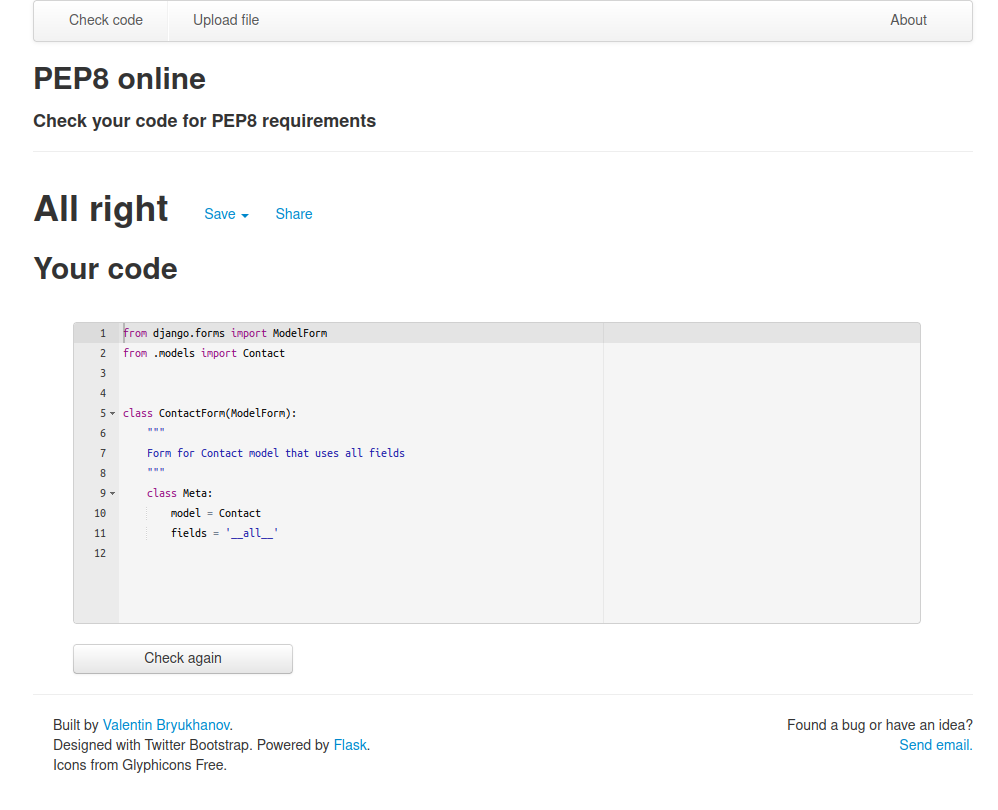 Check code Upload file About
PEP8 online
Check your code for PEP8 requirements
All right Save Share
Your code
1 from django.forms import ModelForm
2 from .models import Contact
3
4
5 class ContactForm(ModelForm):
6 """
7 Form for Contact model that uses all fields
8 """
9 class Meta:
10 model = Contact
11 fields = '__all__'
12
Check again
Built by Valentin Bryukhanov. Found a bug or have an idea?
Designed with Twitter Bootstrap. Powered by Flask. Send email.
Icons from Glyphicons Free.